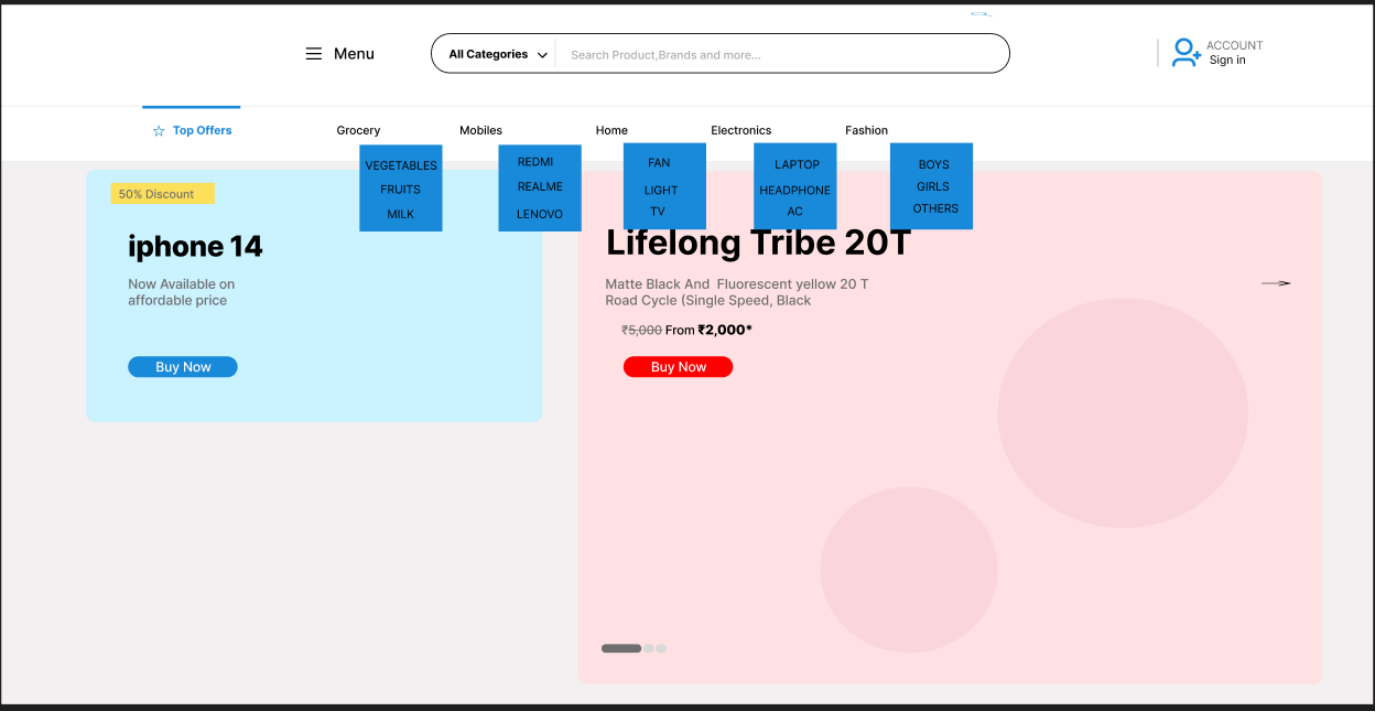 Menu
All Categories
Search Product,Brands and more...
ACCOUNT
Sign in
Top Offers
Grocery
Mobiles
Home
Electronics
Fashion
VEGETABLES
FRUITS
MILK
REDMI
REALME
LENOVO
FAN
LIGHT
TV
LAPTOP
HEADPHONE
AC
BOYS
GIRLS
OTHERS
50% Discount
iphone 14
Now Available on
affordable price
Buy Now
Lifelong Tribe 20T
Matte Black And  Fluorescent yellow 20 T
Road Cycle (Single Speed, Black
₹5,000 From ₹2,000*
Buy Now